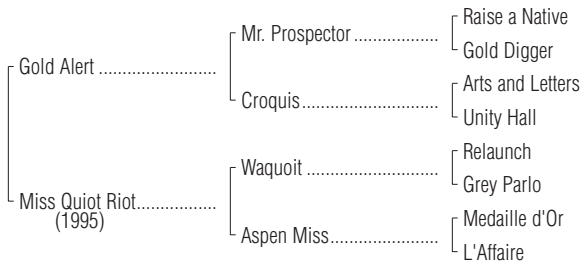 Raise a Native
Mr. Prospector ..................
Gold Digger
Gold Alert .........................
Arts and Letters
Croquis.............................
Unity Hall
Relaunch
Waquoit ............................
Grey Parlo
Miss Quiot Riot.................
(1995)
Medaille d'Or
Aspen Miss.......................
L'Affaire